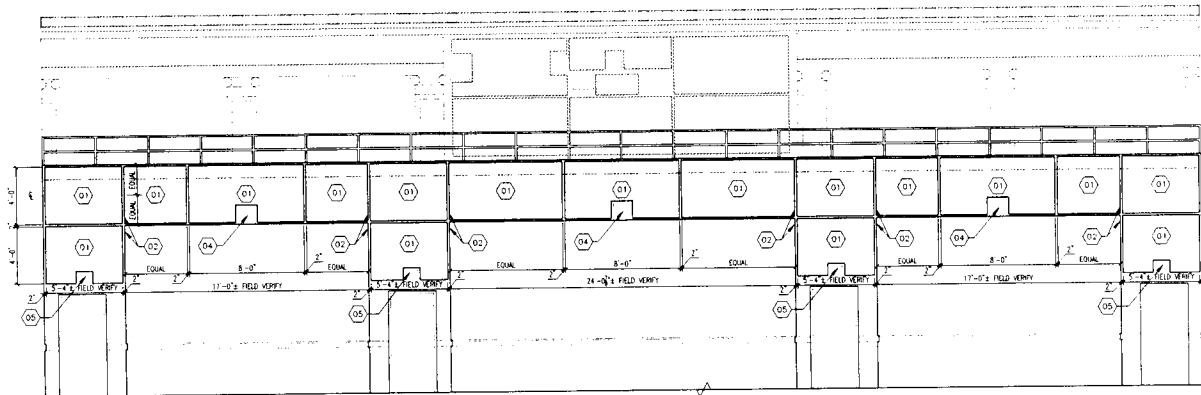 01 01 01 01 01 01 01 01 01 01 01 01 01
EQUAL
EQUAL
4'-0"
04 04 04
01 02 02 01 02 02 01 02 02 01
4'-0"
2" 2" 2" 2"
EQUAL 8'-0" EQUAL EQUAL 8'-0" EQUAL EQUAL 8'-0" EQUAL
2" 2" 2" 2" 2"
5'-4"± FIELD VERIFY 17'-0"± FIELD VERIFY 5'-4"± FIELD VERIFY FIELD VERIFY 5'-4"± FIELD VERIFY 17'-0"± FIELD VERIFY 5'-4"± FIELD VERIFY
2" 2" 2" 2"
05 05 05 05